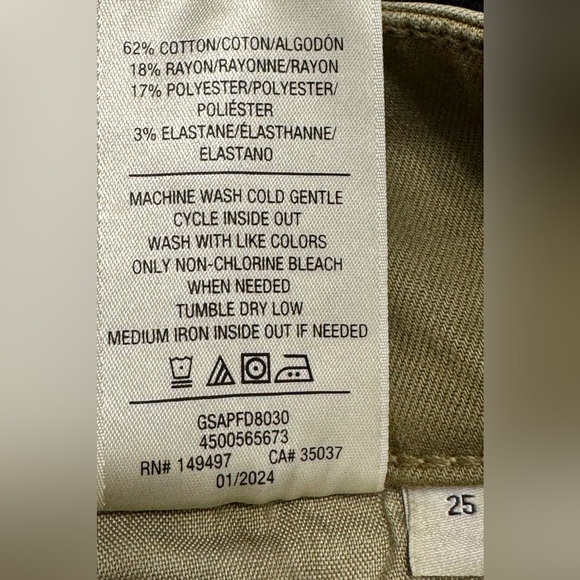 62% COTTON/COTON/ALGODÓN
18% RAYON/RAYONNE/RAYON
17% POLYESTER/POLYESTER/
POLIÉSTER
3% ELASTANE/ÉLASTHANNE/
ELASTANO
MACHINE WASH COLD GENTLE
CYCLE INSIDE OUT
WASH WITH LIKE COLORS
ONLY NON-CHLORINE BLEACH
WHEN NEEDED
TUMBLE DRY LOW
MEDIUM IRON INSIDE OUT IF NEEDED
GSAPFD8030
4500565673
RN# 149497 CA# 35037
01/2024
25